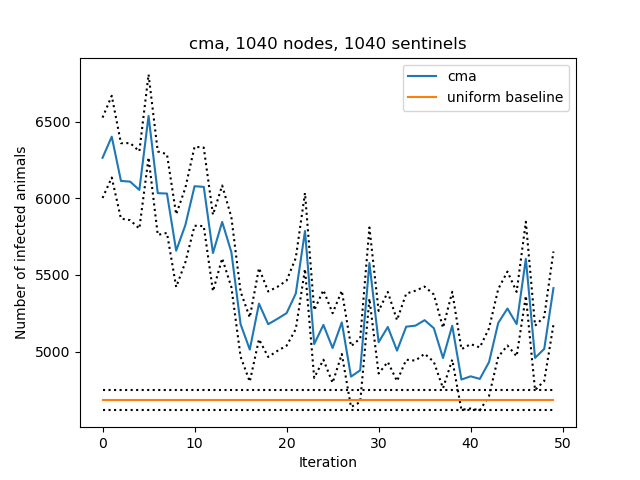 cma, 1040 nodes, 1040 sentinels
cma
uniform baseline
Number of infected animals
6500
6000
5500
5000
0 10 20 30 40 50
Iteration